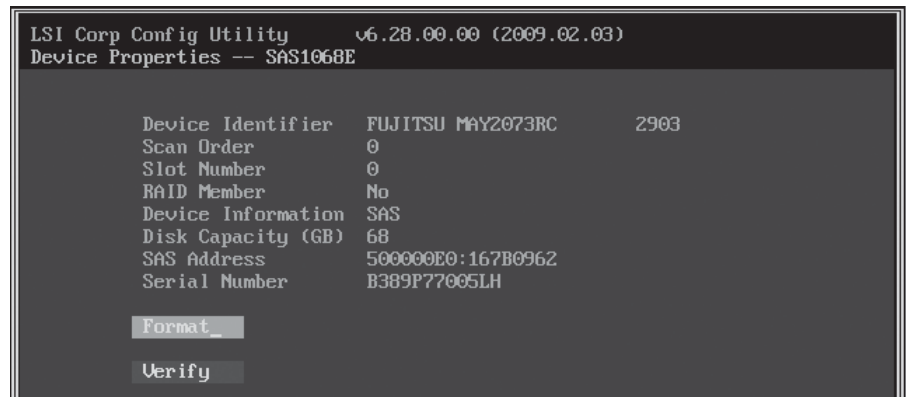 LSI Corp Config Utility v6.28.00.00 (2009.02.03)
Device Properties -- SAS1068E
Device Identifier FUJITSU MAY2073RC 2903
Scan Order 0
Slot Number 0
RAID Member No
Device Information SAS
Disk Capacity (GB) 68
SAS Address 500000E0:167B0962
Serial Number B389P77005LH
Format_
Verify